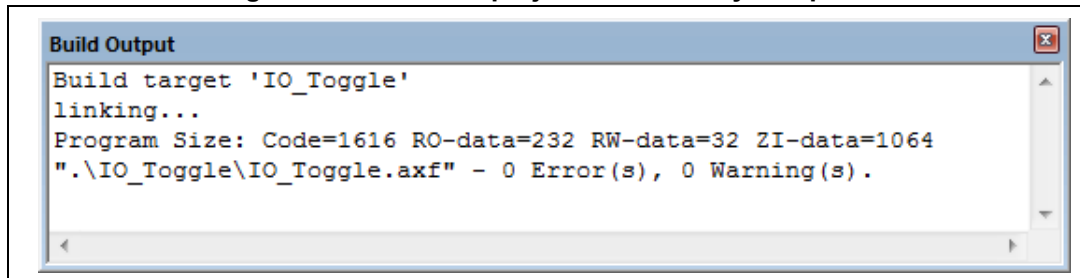 Build Output
Build target 'IO_Toggle'
linking...
Program Size: Code=1616 RO-data=232 RW-data=32 ZI-data=1064
".\IO_Toggle\IO_Toggle.axf" - 0 Error(s), 0 Warning(s).